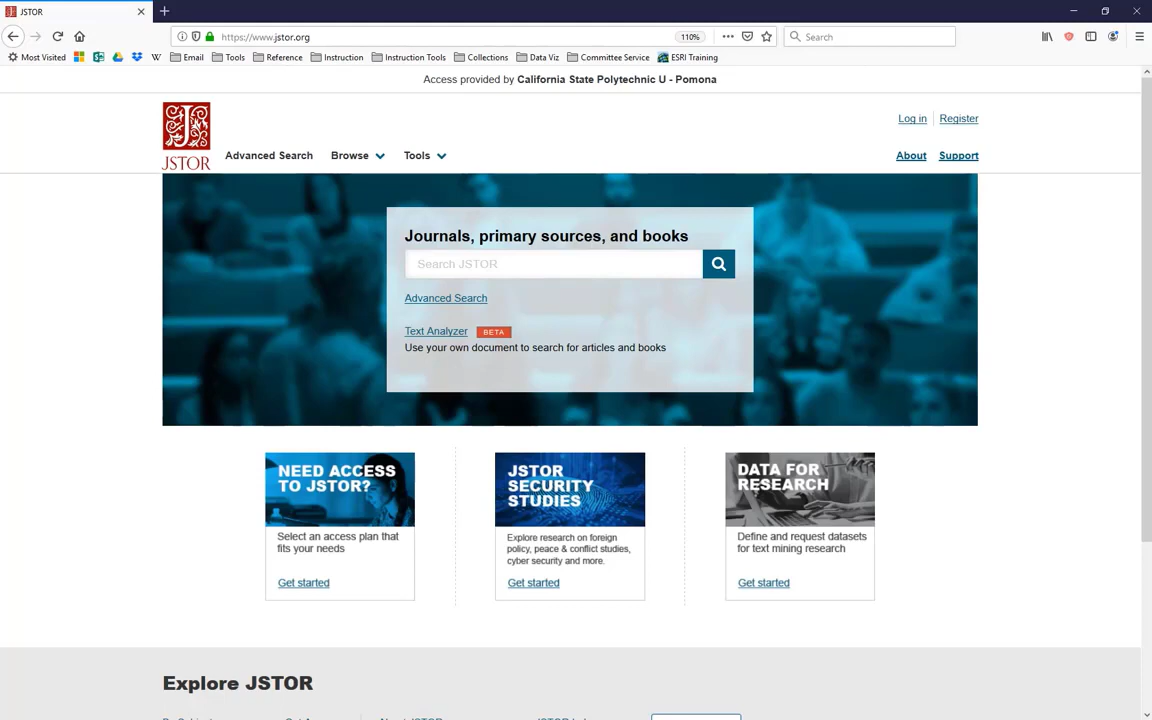 JSTOR
https://www.jstor.org
110%
Search
Most Visited
W
Email
Tools
Reference
Instruction
Instruction Tools
Collections
Data Viz
Committee Service
ESRI Training
Access provided by California State Polytechnic U - Pomona
Log in
Register
JSTOR
Advanced Search
Browse
Tools
About
Support
Journals, primary sources, and books
Search JSTOR
Advanced Search
Text Analyzer BETA
Use your own document to search for articles and books
NEED ACCESS
TO JSTOR?
Select an access plan that
fits your needs
Get started
JSTOR
SECURITY
STUDIES
Explore research on foreign
policy, peace & conflict studies,
cyber security and more.
Get started
DATA FOR
RESEARCH
Define and request datasets
for text mining research
Get started
Explore JSTOR